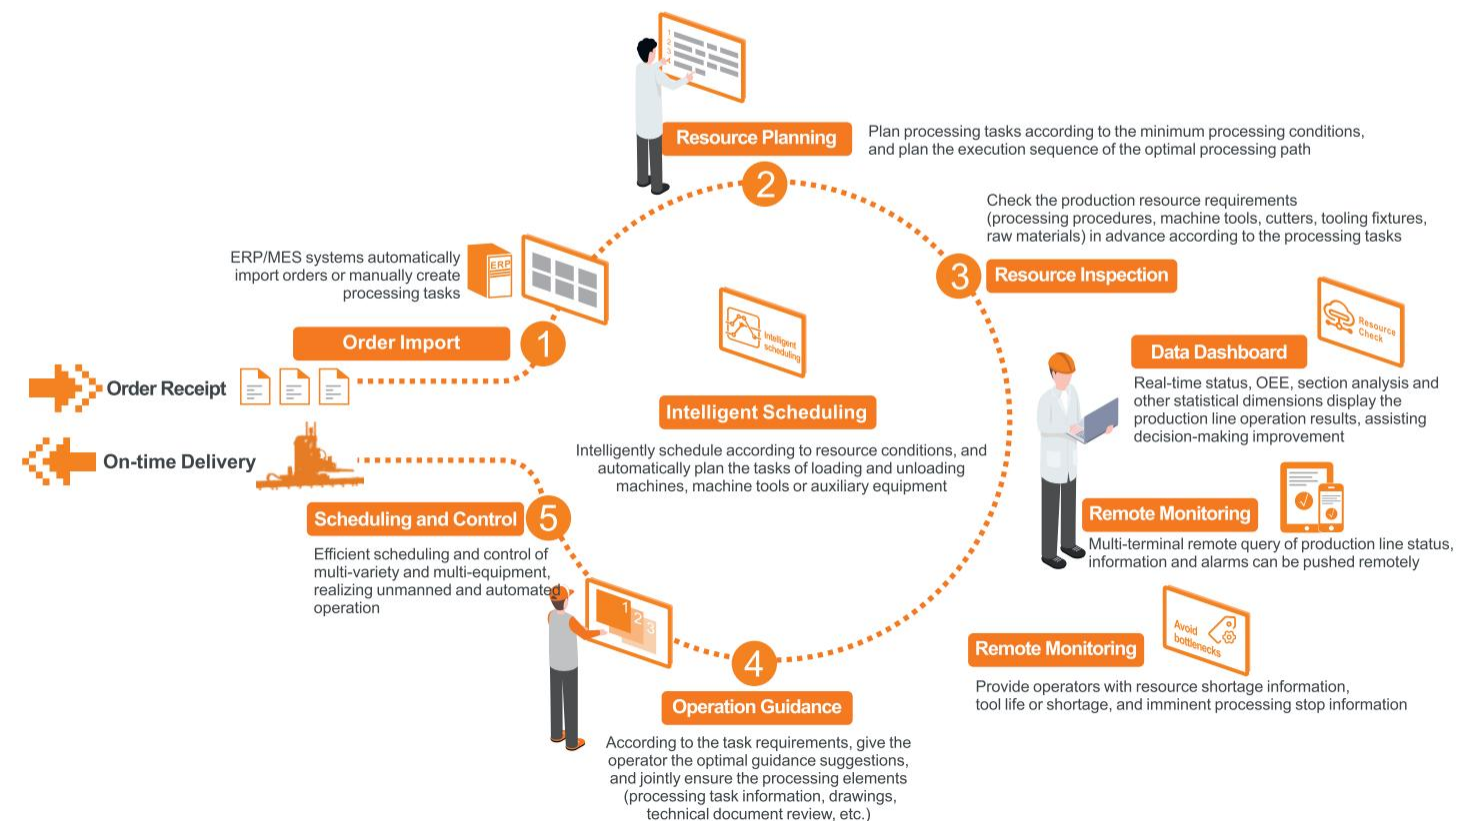 1
2
3
4
Resource Planning
Plan processing tasks according to the minimum processing conditions,
and plan the execution sequence of the optimal processing path
2
Check the production resource requirements
(processing procedures, machine tools, cutters, tooling fixtures,
raw materials) in advance according to the processing tasks
3
Resource Inspection
ERP/MES systems automatically
import orders or manually create
processing tasks
ERP
Order Import
1
Order Receipt
On-time Delivery
Intelligent
scheduling
Intelligent Scheduling
Intelligently schedule according to resource conditions, and
automatically plan the tasks of loading and unloading
machines, machine tools or auxiliary equipment
Resource
Check
Data Dashboard
Real-time status, OEE, section analysis and
other statistical dimensions display the
production line operation results, assisting
decision-making improvement
Remote Monitoring
Multi-terminal remote query of production line status,
information and alarms can be pushed remotely
Avoid
bottlenecks
Remote Monitoring
Provide operators with resource shortage information,
tool life or shortage, and imminent processing stop information
Scheduling and Control
5
Efficient scheduling and control of
multi-variety and multi-equipment,
realizing unmanned and automated
operation
1
2
3
4
Operation Guidance
According to the task requirements, give the
operator the optimal guidance suggestions,
and jointly ensure the processing elements
(processing task information, drawings,
technical document review, etc.)